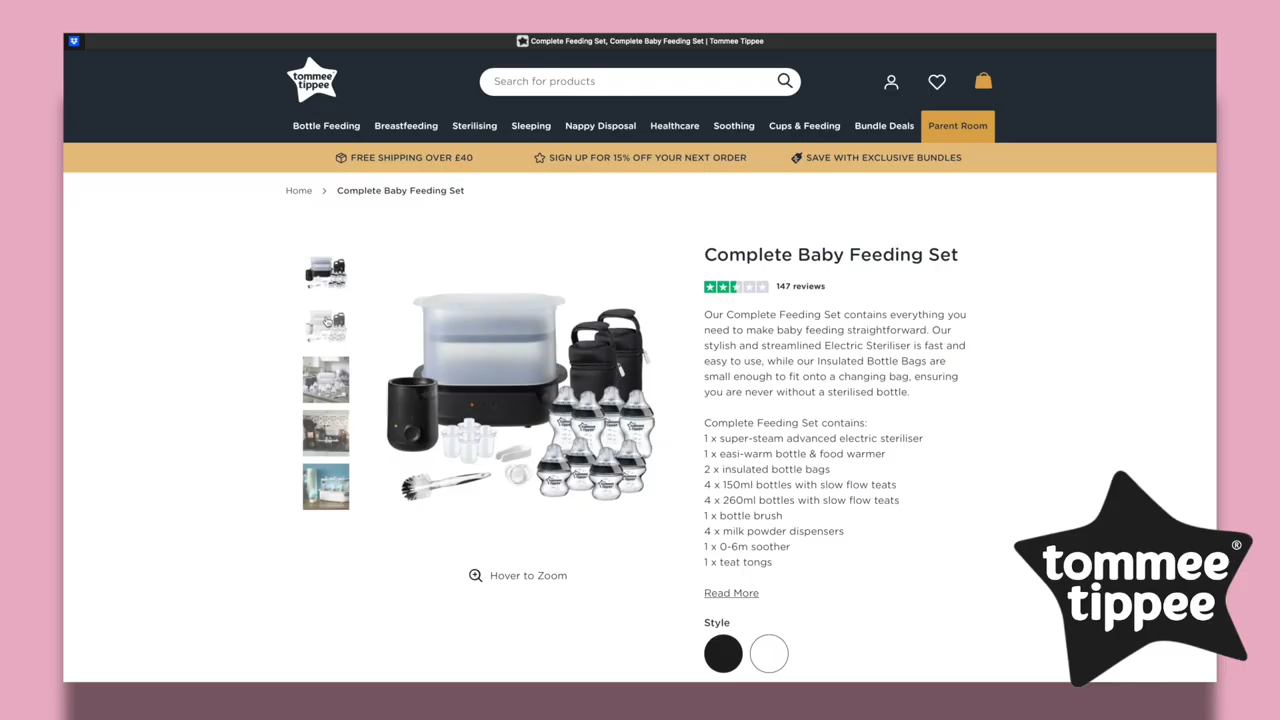 Complete Feeding Set, Complete Baby Feeding Set | Tommee Tippee
tommee
tippee
Search for products
Bottle Feeding Breastfeeding Sterilising Sleeping Nappy Disposal Healthcare Soothing Cups & Feeding Bundle Deals Parent Room
FREE SHIPPING OVER £40 SIGN UP FOR 15% OFF YOUR NEXT ORDER SAVE WITH EXCLUSIVE BUNDLES
Home > Complete Baby Feeding Set
Complete Baby Feeding Set
147 reviews
Our Complete Feeding Set contains everything you
need to make baby feeding straightforward. Our
stylish and streamlined Electric Steriliser is fast and
easy to use, while our Insulated Bottle Bags are
small enough to fit onto a changing bag, ensuring
you are never without a sterilised bottle.
Complete Feeding Set contains:
1 x super-steam advanced electric steriliser
1 x easi-warm bottle & food warmer
2 x insulated bottle bags
4 x 150ml bottles with slow flow teats
4 x 260ml bottles with slow flow teats
1 x bottle brush
4 x milk powder dispensers
1 x 0-6m soother
1 x teat tongs
Hover to Zoom
Read More
Style
tommee®
tippee